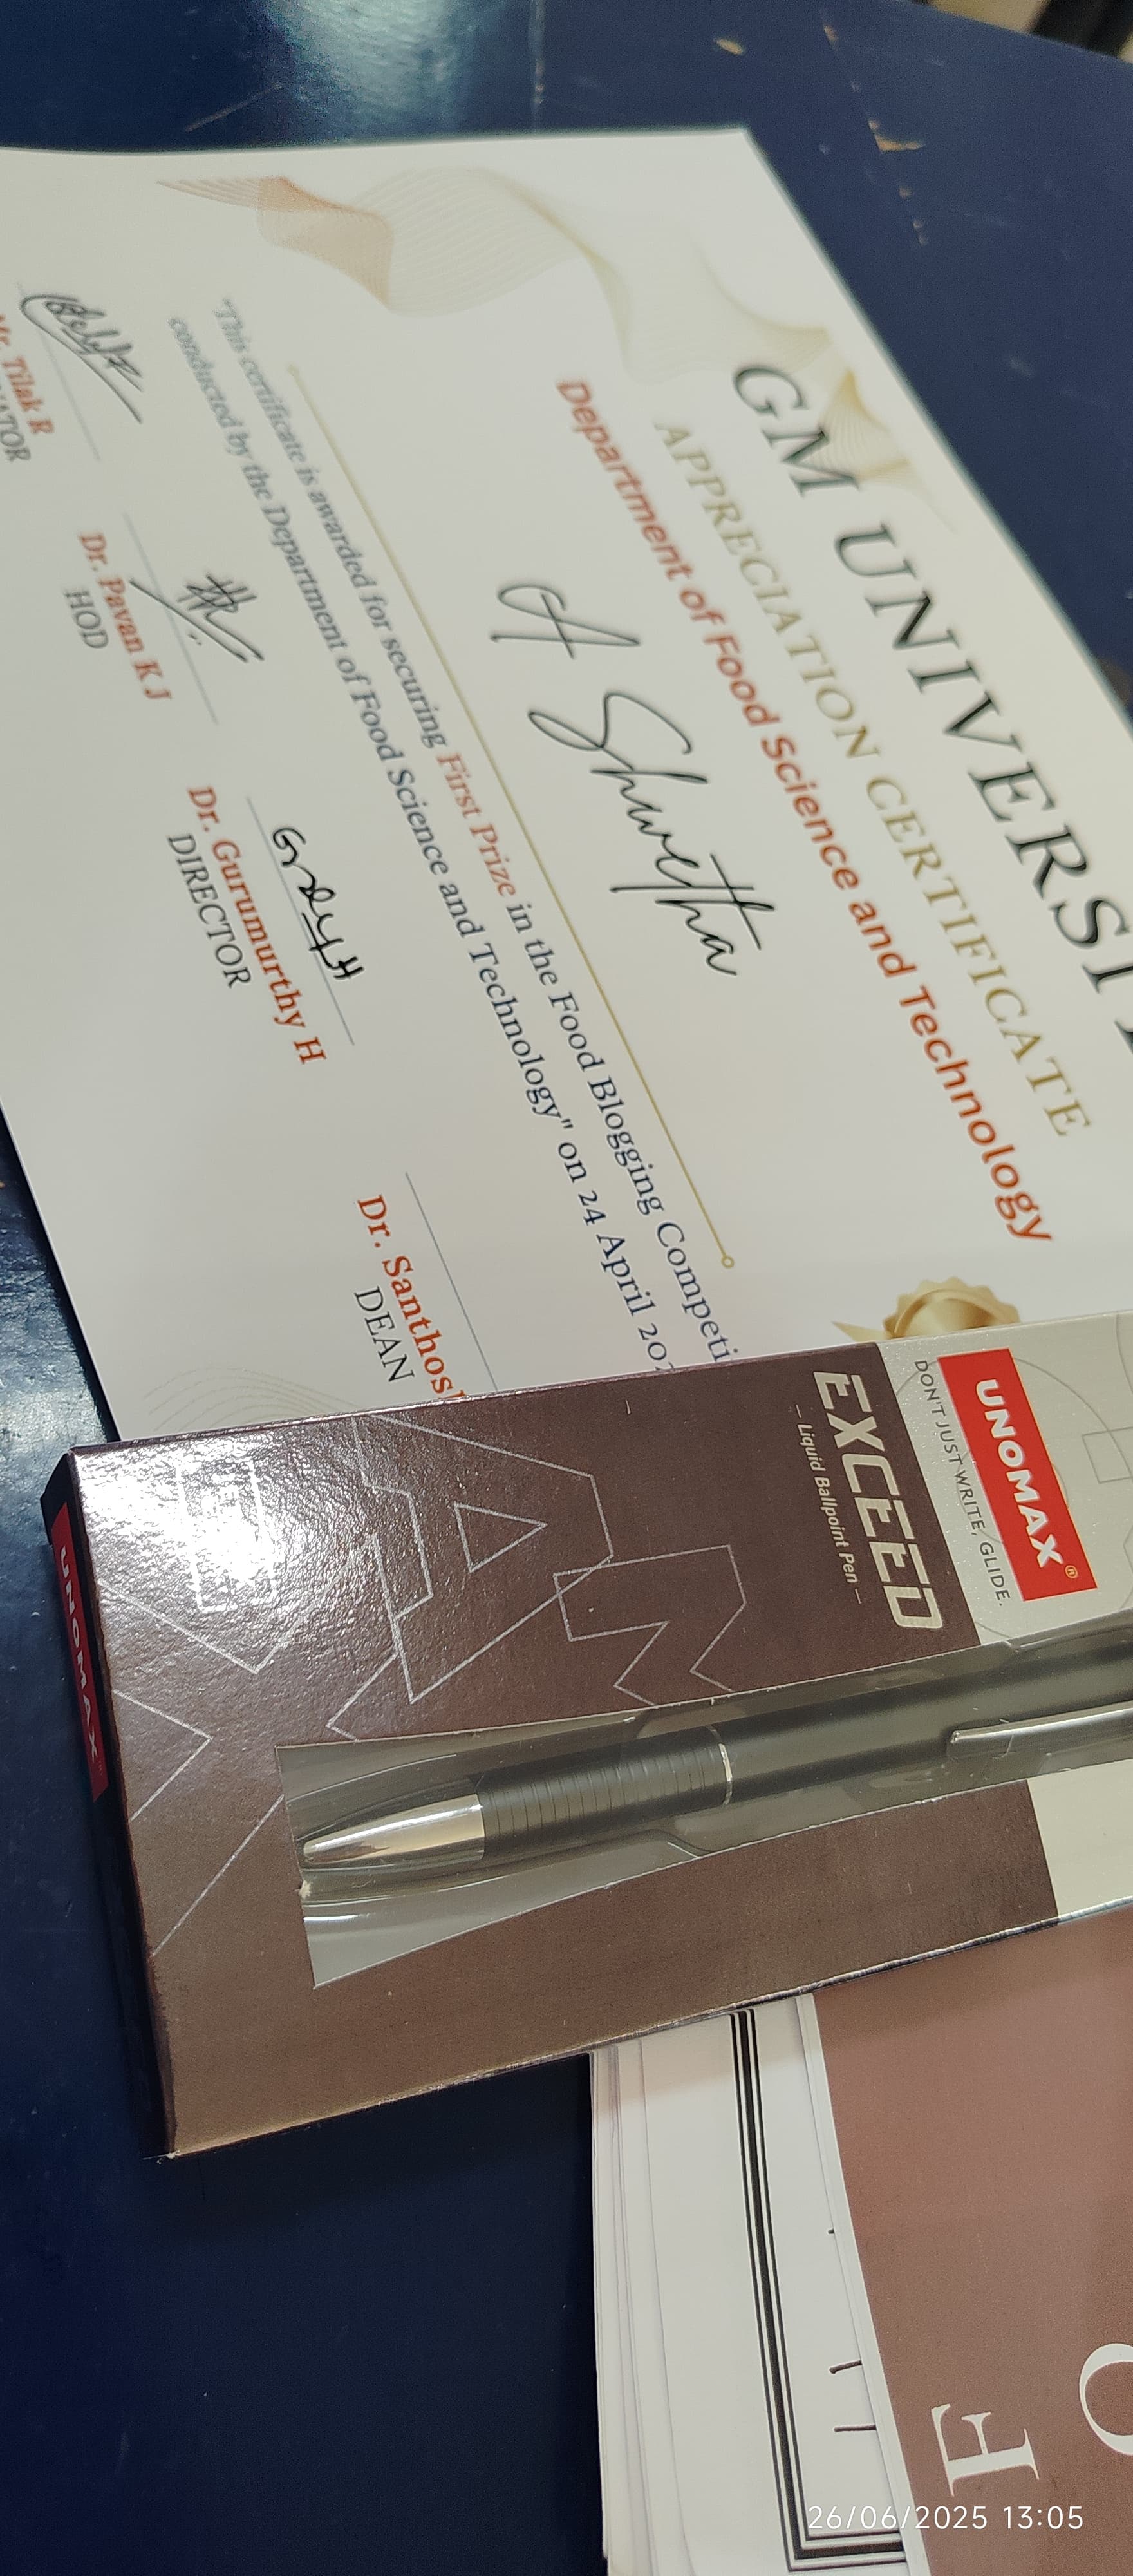 GM UNIVERSI
APPRECIATION CERTIFICATE
Department of Food Science and Technology
A Shwetha
"This certificate is awarded for securing First Prize in the Food Blogging Competi
conducted by the Department of Food Science and Technology" on 24 April 202
Mr. Tilak R
Dr. Pavan K J
HOD
Dr. Gurumurthy H
DIRECTOR
Dr. Santhosh
DEAN
UNOMAX®
DON'T JUST WRITE, GLIDE.
EXCEED
– Liquid Ballpoint Pen –
UNOMAX
F O
26/06/2025 13:05